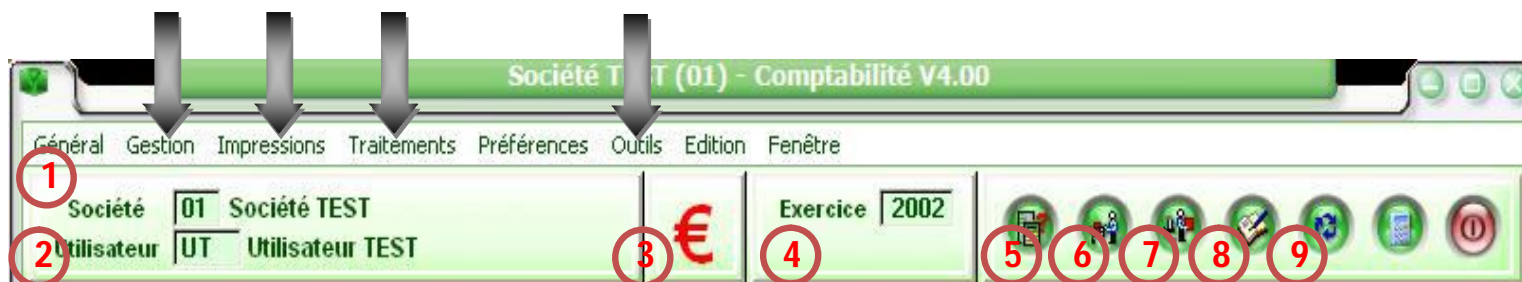 Société TEST (01) - Comptabilité V4.00
Général Gestion Impressions Traitements Préférences Outils Edition Fenêtre
1
Société 01 Société TEST € Exercice 2002
2 Utilisateur UT Utilisateur TEST 3 4 5 6 7 8 9